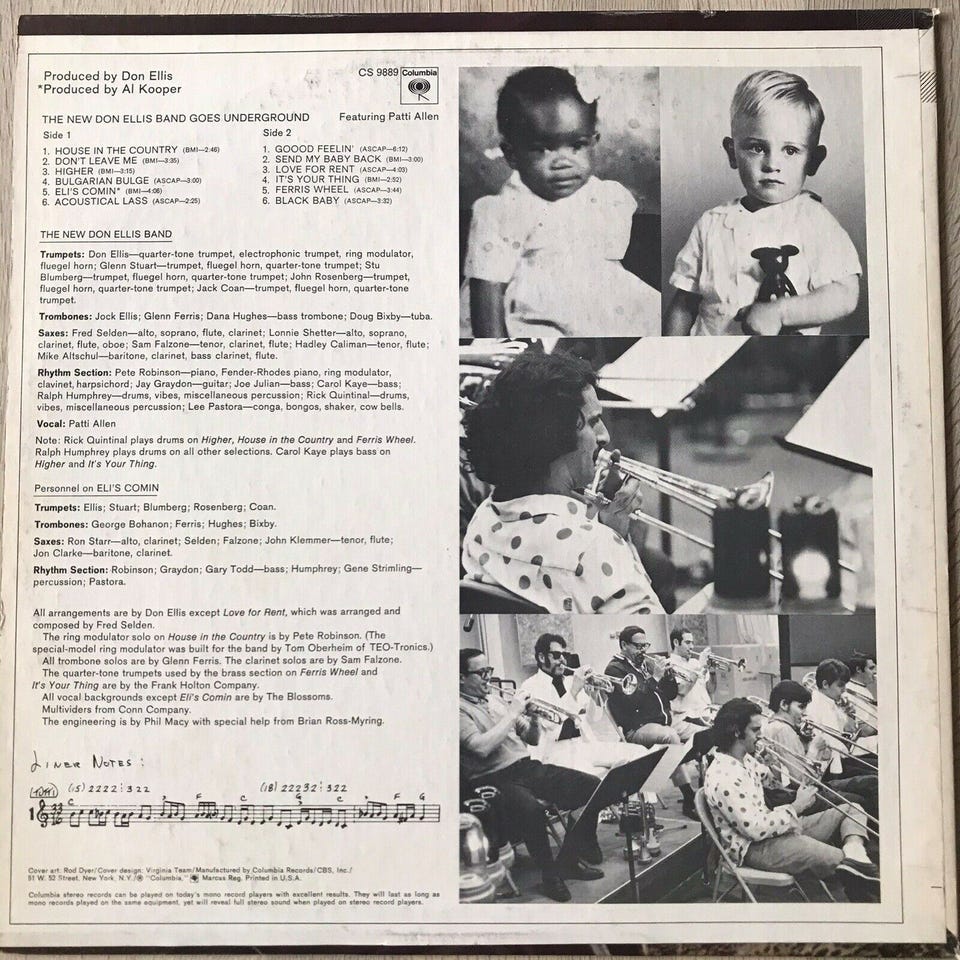 Produced by Don Ellis
*Produced by Al Kooper
CS 9889 Columbia
THE NEW DON ELLIS BAND GOES UNDERGROUND Featuring Patti Allen
Side 1
1. HOUSE IN THE COUNTRY (BMI—2:46)
2. DON'T LEAVE ME (BMI—3:35)
3. HIGHER (BMI—3:15)
4. BULGARIAN BULGE (ASCAP—3:00)
5. ELI'S COMIN'* (BMI—4:06)
6. ACOUSTICAL LASS (ASCAP—2:25)
Side 2
1. GOOOD FEELIN' (ASCAP—6:12)
2. SEND MY BABY BACK (BMI—3:00)
3. LOVE FOR RENT (ASCAP—4:03)
4. IT'S YOUR THING (BMI—2:52)
5. FERRIS WHEEL (ASCAP—3:44)
6. BLACK BABY (ASCAP—3:32)
THE NEW DON ELLIS BAND
Trumpets: Don Ellis—quarter-tone trumpet, electrophonic trumpet, ring modulator,
fluegel horn; Glenn Stuart—trumpet, fluegel horn, quarter-tone trumpet; Stu
Blumberg—trumpet, fluegel horn, quarter-tone trumpet; John Rosenberg—trumpet,
fluegel horn, quarter-tone trumpet; Jack Coan—trumpet, fluegel horn, quarter-tone
trumpet.
Trombones: Jock Ellis; Glenn Ferris; Dana Hughes—bass trombone; Doug Bixby—tuba.
Saxes: Fred Selden—alto, soprano, flute, clarinet; Lonnie Shetter—alto, soprano,
clarinet, flute, oboe; Sam Falzone—tenor, clarinet, flute; Hadley Caliman—tenor, flute;
Mike Altschul—baritone, clarinet, bass clarinet, flute.
Rhythm Section: Pete Robinson—piano, Fender-Rhodes piano, ring modulator,
clavinet, harpsichord; Jay Graydon—guitar; Joe Julian—bass; Carol Kaye—bass;
Ralph Humphrey—drums, vibes, miscellaneous percussion; Rick Quintinal—drums,
vibes, miscellaneous percussion; Lee Pastora—conga, bongos, shaker, cow bells.
Vocal: Patti Allen
Note: Rick Quintinal plays drums on Higher, House in the Country and Ferris Wheel.
Ralph Humphrey plays drums on all other selections. Carol Kaye plays bass on
Higher and It's Your Thing.
Personnel on ELI'S COMIN
Trumpets: Ellis; Stuart; Blumberg; Rosenberg; Coan.
Trombones: George Bohanon; Ferris; Hughes; Bixby.
Saxes: Ron Starr—alto, clarinet; Selden; Falzone; John Klemmer—tenor, flute;
Jon Clarke—baritone, clarinet.
Rhythm Section: Robinson; Graydon; Gary Todd—bass; Humphrey; Gene Strimling—
percussion; Pastora.
All arrangements are by Don Ellis except Love for Rent, which was arranged and
composed by Fred Selden.
The ring modulator solo on House in the Country is by Pete Robinson. (The
special-model ring modulator was built for the band by Tom Oberheim of TEO-Tronics.)
All trombone solos are by Glenn Ferris. The clarinet solos are by Sam Falzone.
The quarter-tone trumpets used by the brass section on Ferris Wheel and
It's Your Thing are by the Frank Holton Company.
All vocal backgrounds except Eli's Comin are by The Blossoms.
Multividers from Conn Company.
The engineering is by Phil Macy with special help from Brian Ross-Myring.
LINER NOTES:
(TUTTI) (15) 2222:322 (18) 22232:322
33
16
C F C G C F G
Cover art: Rod Dyer/Cover design: Virginia Team/Manufactured by Columbia Records/CBS, Inc./
51 W. 52 Street, New York, N.Y./® "Columbia," Marcas Reg. Printed in U.S.A.
Columbia stereo records can be played on today's mono record players with excellent results. They will last as long as
mono records played on the same equipment, yet will reveal full stereo sound when played on stereo record players.